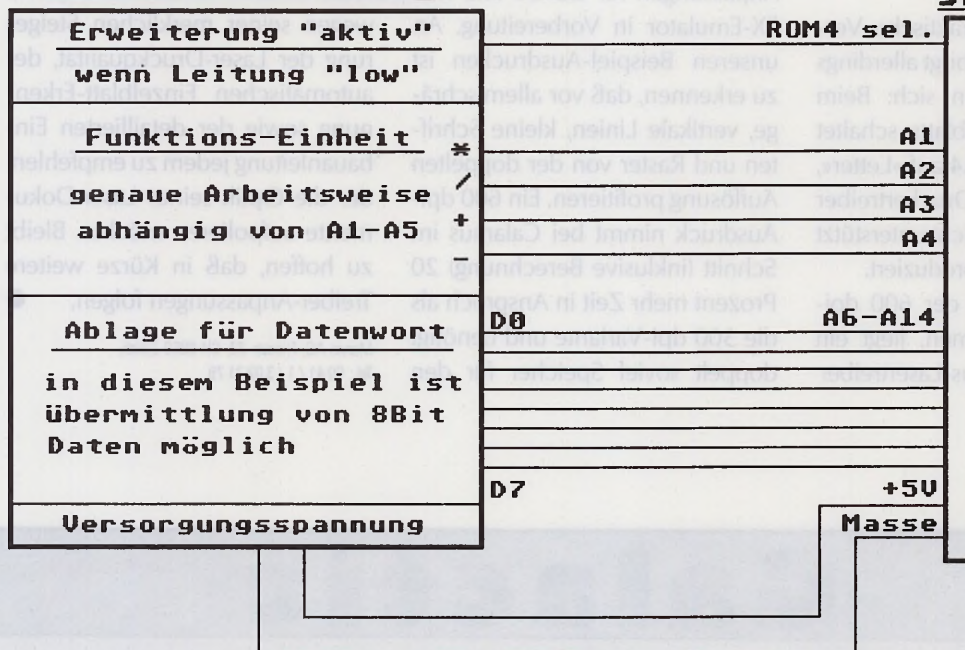 Erweiterung "aktiv"
wenn Leitung "low"
Funktions-Einheit
genaue Arbeitsweise
abhängig von A1-A5
*
/
+
-
Ablage für Datenwort
in diesem Beispiel ist
übermittlung von 8Bit
Daten möglich
Versorgungsspannung
ROM4 sel.
A1
A2
A3
A4
D0
A6-A14
D7
+5V
Masse